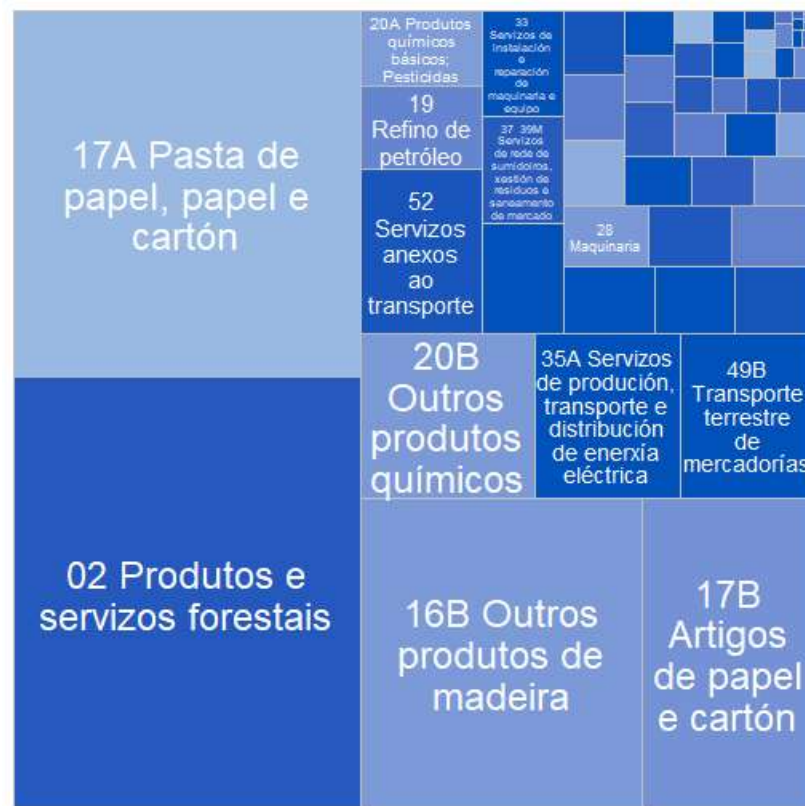 17A Pasta de
papel, papel e
cartón
02 Produtos e
servizos forestais
20A Produtos
químicos
básicos;
Pesticidas
19
Refino de
petróleo
52
Servizos
anexos
ao
transporte
33
Servizos de
instalación
e
reparación
de
maquinaria e
equipo
37 39M
Servizos
de rede de
sumidoiros,
xestión de
residuos e
saneamento
de mercado
28
Maquinaria
20B
Outros
produtos
químicos
35A Servizos
de produción,
transporte e
distribución
de enerxía
eléctrica
49B
Transporte
terrestre
de
mercadorías
16B Outros
produtos de
madeira
17B
Artigos
de papel
e cartón